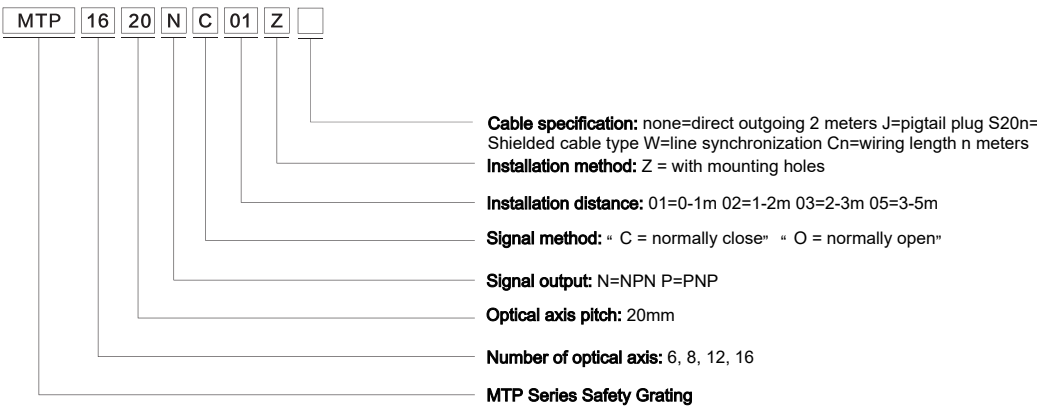 MTP 16 20 N C 01 Z
Cable specification: none=direct outgoing 2 meters J=pigtail plug S20n=
Shielded cable type W=line synchronization Cn=wiring length n meters
Installation method: Z = with mounting holes
Installation distance: 01=0-1m 02=1-2m 03=2-3m 05=3-5m
Signal method: “ C = normally close” “ O = normally open”
Signal output: N=NPN P=PNP
Optical axis pitch: 20mm
Number of optical axis: 6, 8, 12, 16
MTP Series Safety Grating